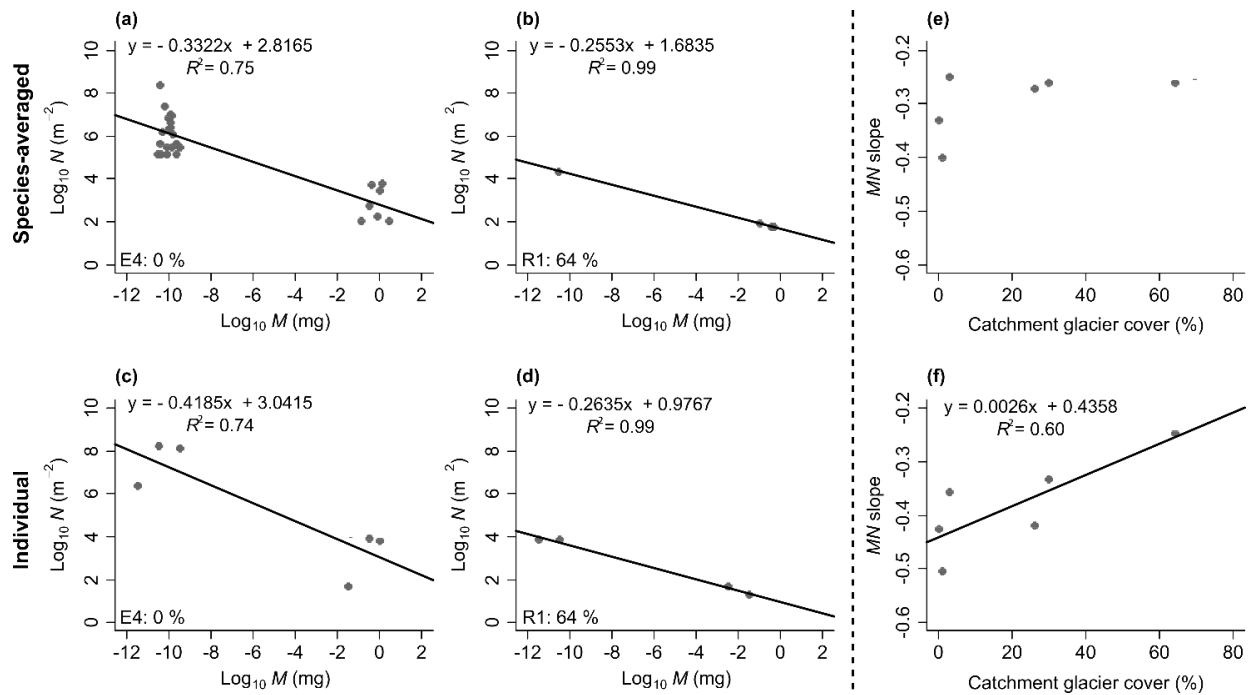 (a)
y = - 0.3322x + 2.8165
R² = 0.75
10
8
6
4
2
0
Log10 N (m−2)
E4: 0 %
-12 -10 -8 -6 -4 -2 0 2
Log10 M (mg)
Species-averaged
(b)
y = -0.2553x + 1.6835
R² = 0.99
10
8
6
4
2
0
Log10 N (m−2)
R1: 64 %
-12 -10 -8 -6 -4 -2 0 2
Log10 M (mg)
(e)
-0.2
-0.3
-0.4
-0.5
-0.6
MN slope
0 20 40 60 80
Catchment glacier cover (%)
(c)
y = - 0.4185x + 3.0415
R² = 0.74
10
8
6
4
2
0
Log10 N (m−2)
E4: 0 %
-12 -10 -8 -6 -4 -2 0 2
Log10 M (mg)
Individual
(d)
y = -0.2635x + 0.9767
R² = 0.99
10
8
6
4
2
0
Log10 N (m−2)
R1: 64 %
-12 -10 -8 -6 -4 -2 0 2
Log10 M (mg)
(f)
y = 0.0026x + 0.4358
R² = 0.60
-0.2
-0.3
-0.4
-0.5
-0.6
MN slope
0 20 40 60 80
Catchment glacier cover (%)